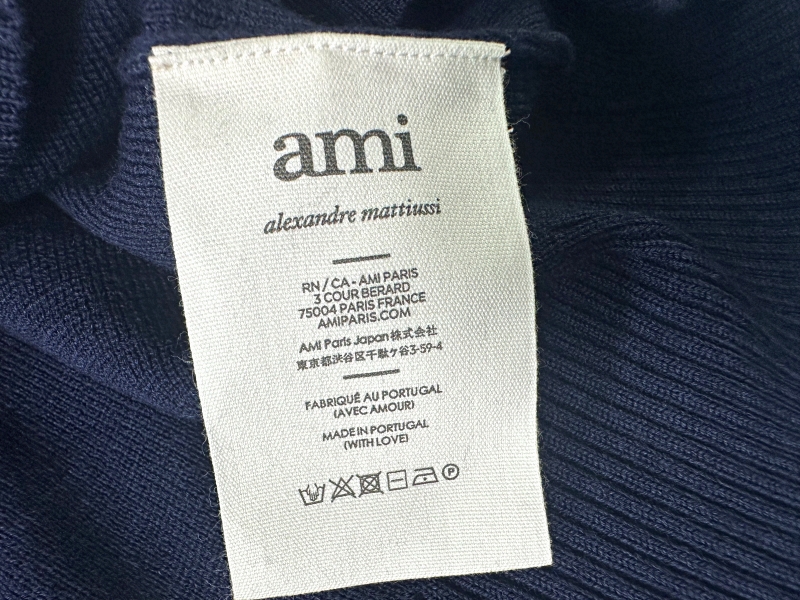 ami
alexandre mattiussi
RN / CA - AMI PARIS
3 COUR BERARD
75004 PARIS FRANCE
AMIPARIS.COM
AMI Paris Japan 株式会社
東京都渋谷区千駄ケ谷3-59-4
FABRIQUÉ AU PORTUGAL
(AVEC AMOUR)
MADE IN PORTUGAL
(WITH LOVE)
P